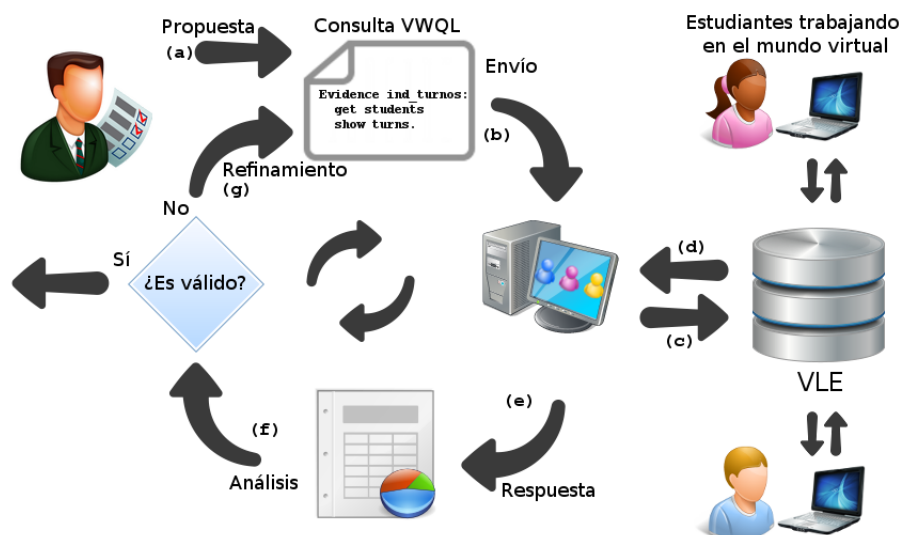 Propuesta
(a)
Consulta VWQL
Evidence ind_turnos:
get students
show turns.
Envío
(b)
Estudiantes trabajando
en el mundo virtual
Refinamiento
(g)
No
Sí
¿Es válido?
(d)
(c)
VLE
(e)
Respuesta
(f)
Análisis